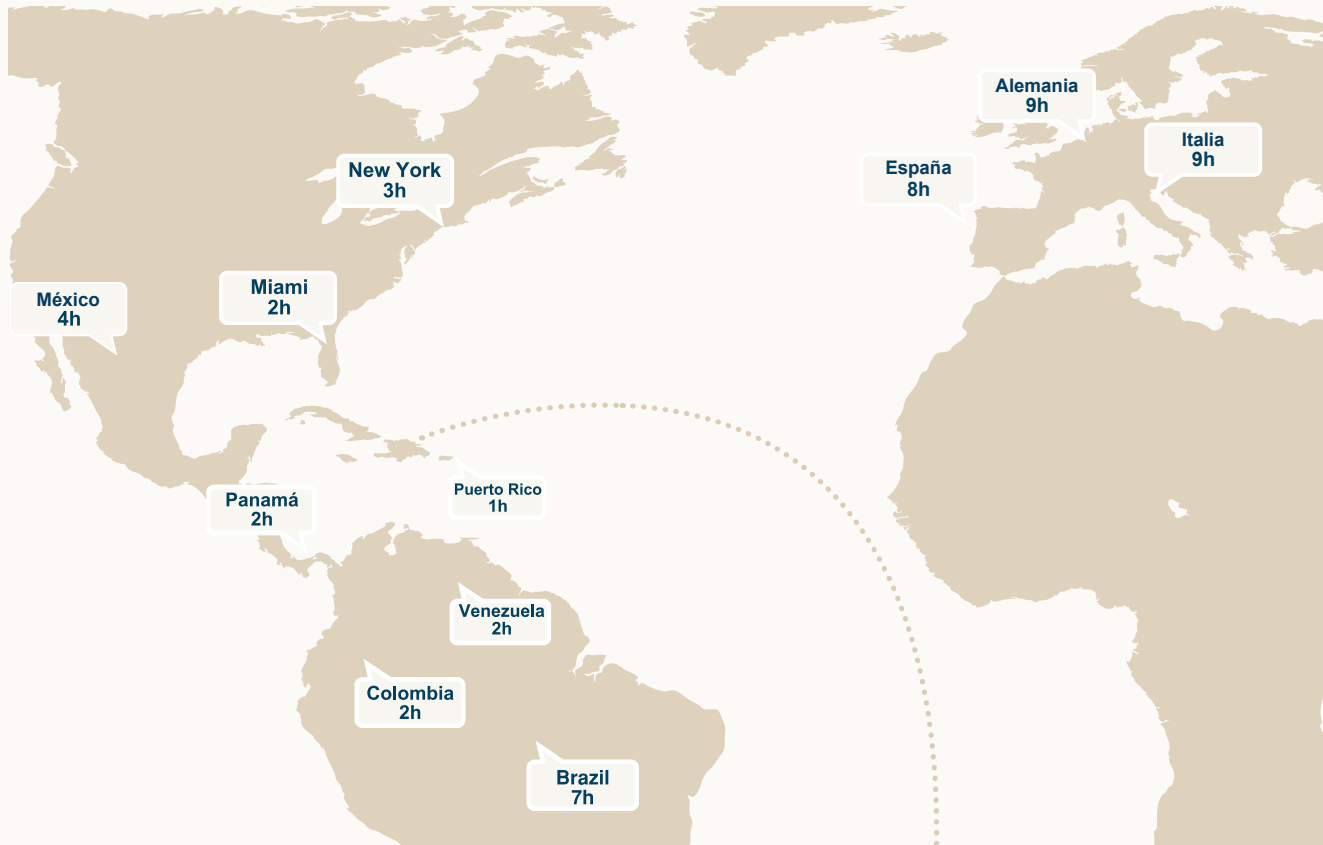 Alemania
9h
Italia
9h
New York
3h
España
8h
Miami
2h
México
4h
Puerto Rico
1h
Panamá
2h
Venezuela
2h
Colombia
2h
Brazil
7h